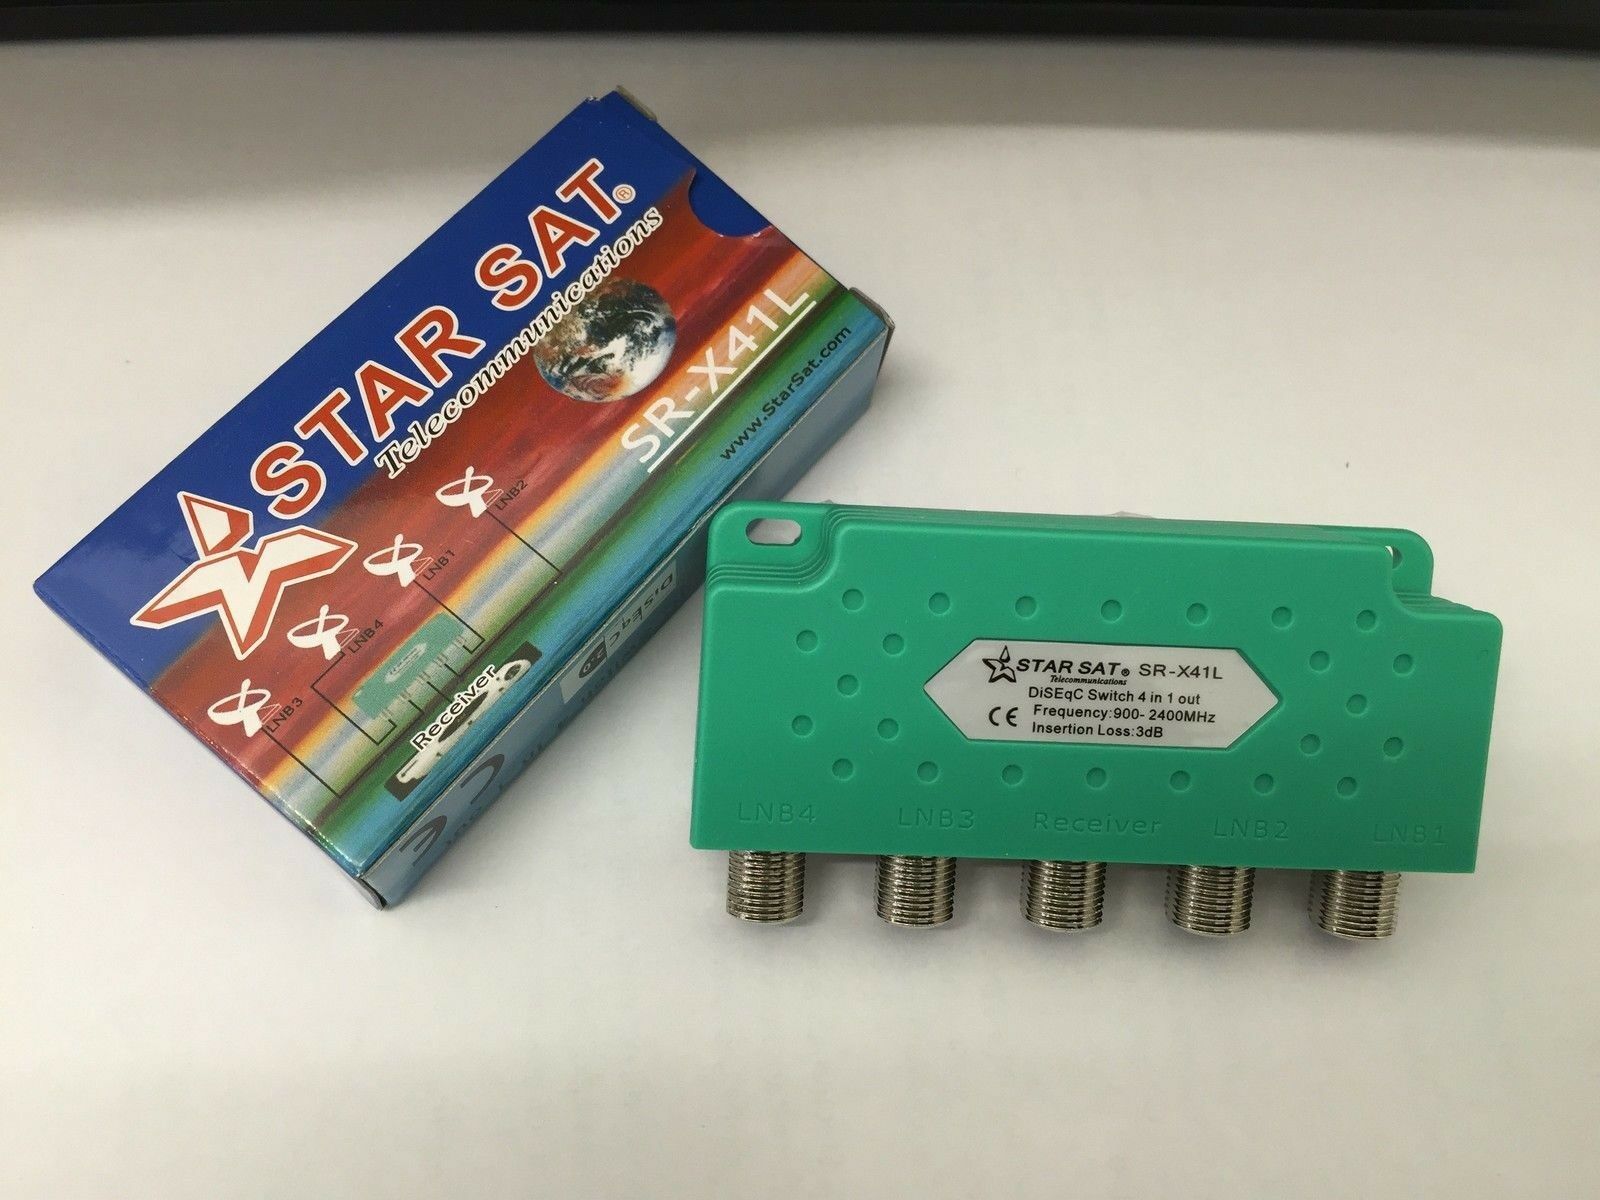 STAR SAT®
Telecommunications
SR-X41L
www.StarSat.com
LNB2
LNB1
LNB4
LNB3
Receiver
DiSEqC
STAR SAT® SR-X41L
Telecommunications
DiSEqC Switch 4 in 1 out
CE
Frequency:900- 2400MHz
Insertion Loss:3dB
LNB4 LNB3 Receiver LNB2 LNB1